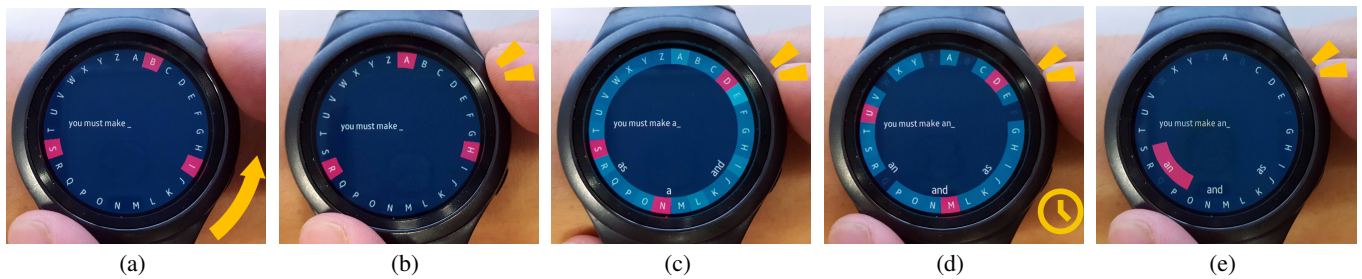 A B C D E F G H I J K L M N O P Q R S T U V W X Y Z
you must make _
(a)
A B C D E F G H I J K L M N O P Q R S T U V W X Y Z
you must make _
(b)
A B C D E F G H I J K L M N O P Q R S T U V W X Y Z
you must make a_
as a and
(c)
A C D E G H I J K L M N O P R S T U V X Y
you must make an_
an and as
(d)
A C D E G H I J K L M N O P R S T U V X Y
you must make an_
an and as
(e)